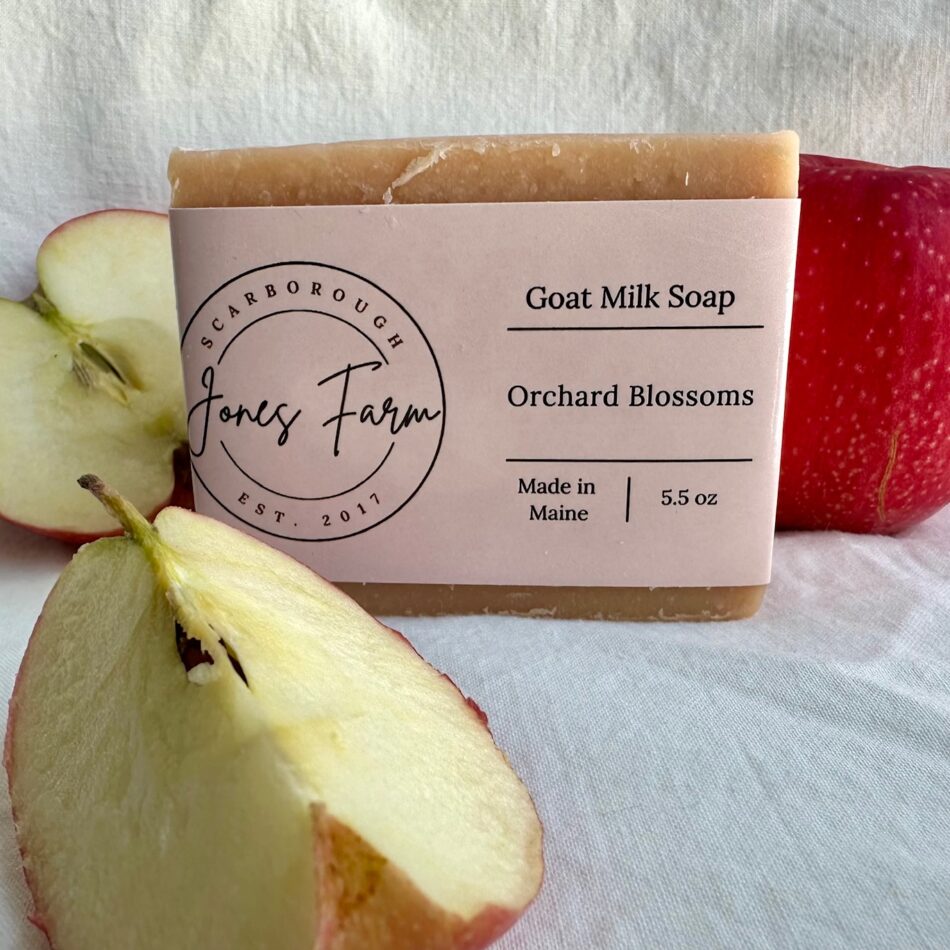 SCARBOROUGH
Jones Farm
EST. 2017
Goat Milk Soap
Orchard Blossoms
Made in
Maine
5.5 oz